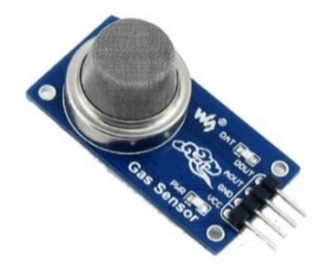 DAT
DOUT
AOUT
GND
VCC
PWR
Gas Sensor